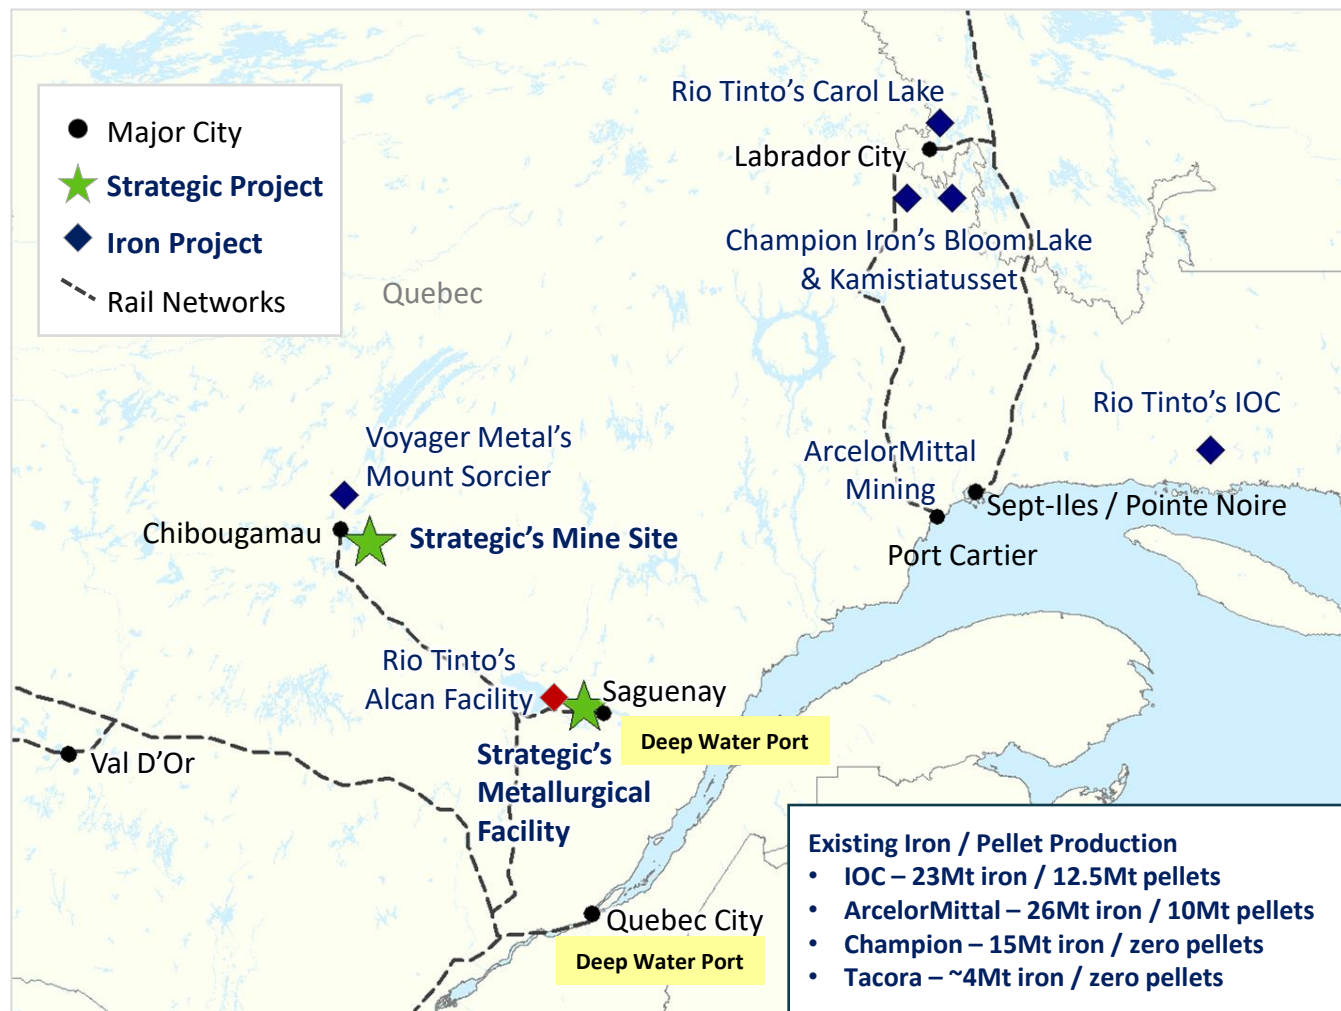 Major City
Strategic Project
Iron Project
Rail Networks
Quebec
Rio Tinto's Carol Lake
Labrador City
Champion Iron's Bloom Lake
& Kamistiatusset
Rio Tinto's IOC
ArcelorMittal
Mining
Sept-Iles / Pointe Noire
Port Cartier
Voyager Metal's
Mount Sorcier
Chibougamau
Strategic's Mine Site
Rio Tinto's
Alcan Facility
Saguenay
Deep Water Port
Strategic's
Metallurgical
Facility
Val D'Or
Quebec City
Deep Water Port
Existing Iron / Pellet Production
• IOC – 23Mt iron / 12.5Mt pellets
• ArcelorMittal – 26Mt iron / 10Mt pellets
• Champion – 15Mt iron / zero pellets
• Tacora – ~4Mt iron / zero pellets